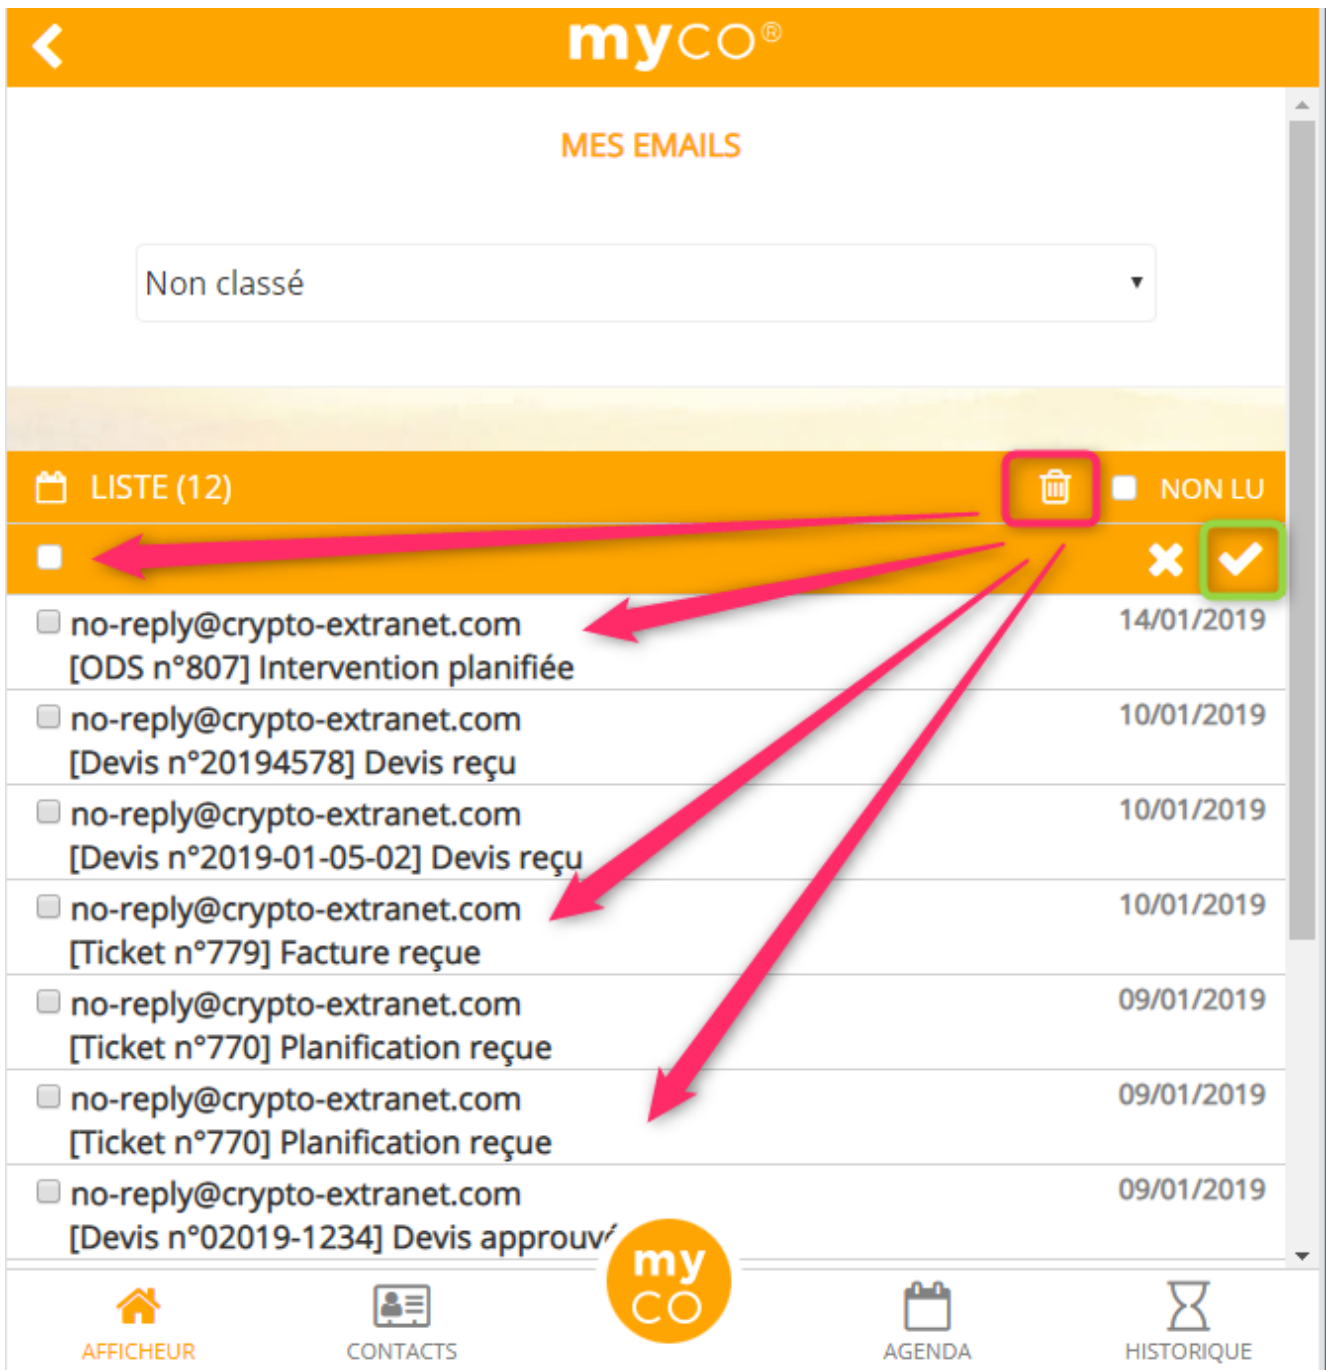 myco®
MES EMAILS
Non classé
LISTE (12)
NON LU
no-reply@crypto-extranet.com
14/01/2019
[ODS n°807] Intervention planifiée
no-reply@crypto-extranet.com
10/01/2019
[Devis n°20194578] Devis reçu
no-reply@crypto-extranet.com
10/01/2019
[Devis n°2019-01-05-02] Devis reçu
no-reply@crypto-extranet.com
10/01/2019
[Ticket n°779] Facture reçue
no-reply@crypto-extranet.com
09/01/2019
[Ticket n°770] Planification reçue
no-reply@crypto-extranet.com
09/01/2019
[Ticket n°770] Planification reçue
no-reply@crypto-extranet.com
09/01/2019
[Devis n°02019-1234] Devis approuvé
my
CO
AFFICHEUR
CONTACTS
AGENDA
HISTORIQUE